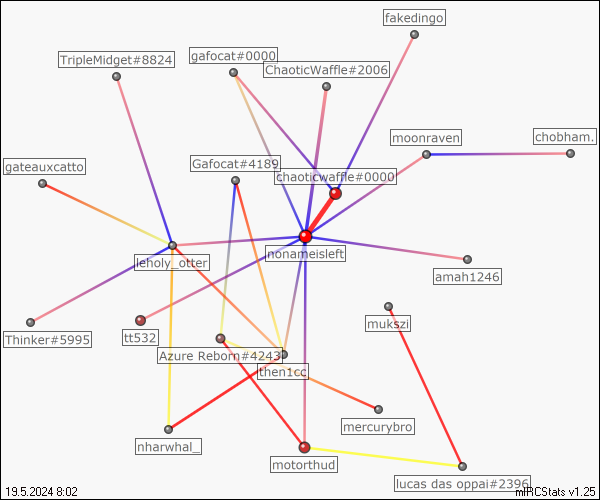 fakedingo
gafocat#0000
TripleMidget#8824
ChaoticWaffle#2006
moonraven
chobham.
gateauxcatto
Gafocat#4189
chaoticwaffle#0000
nonameisleft
leholy_otter
amah1246
mukszi
Thinker#5995
tt532
Azure Reborn#4243
then1cc
mercurybro
nharwhal_
motorthud
lucas das oppai#2396
19.5.2024 8:02
mIRCStats v1.25